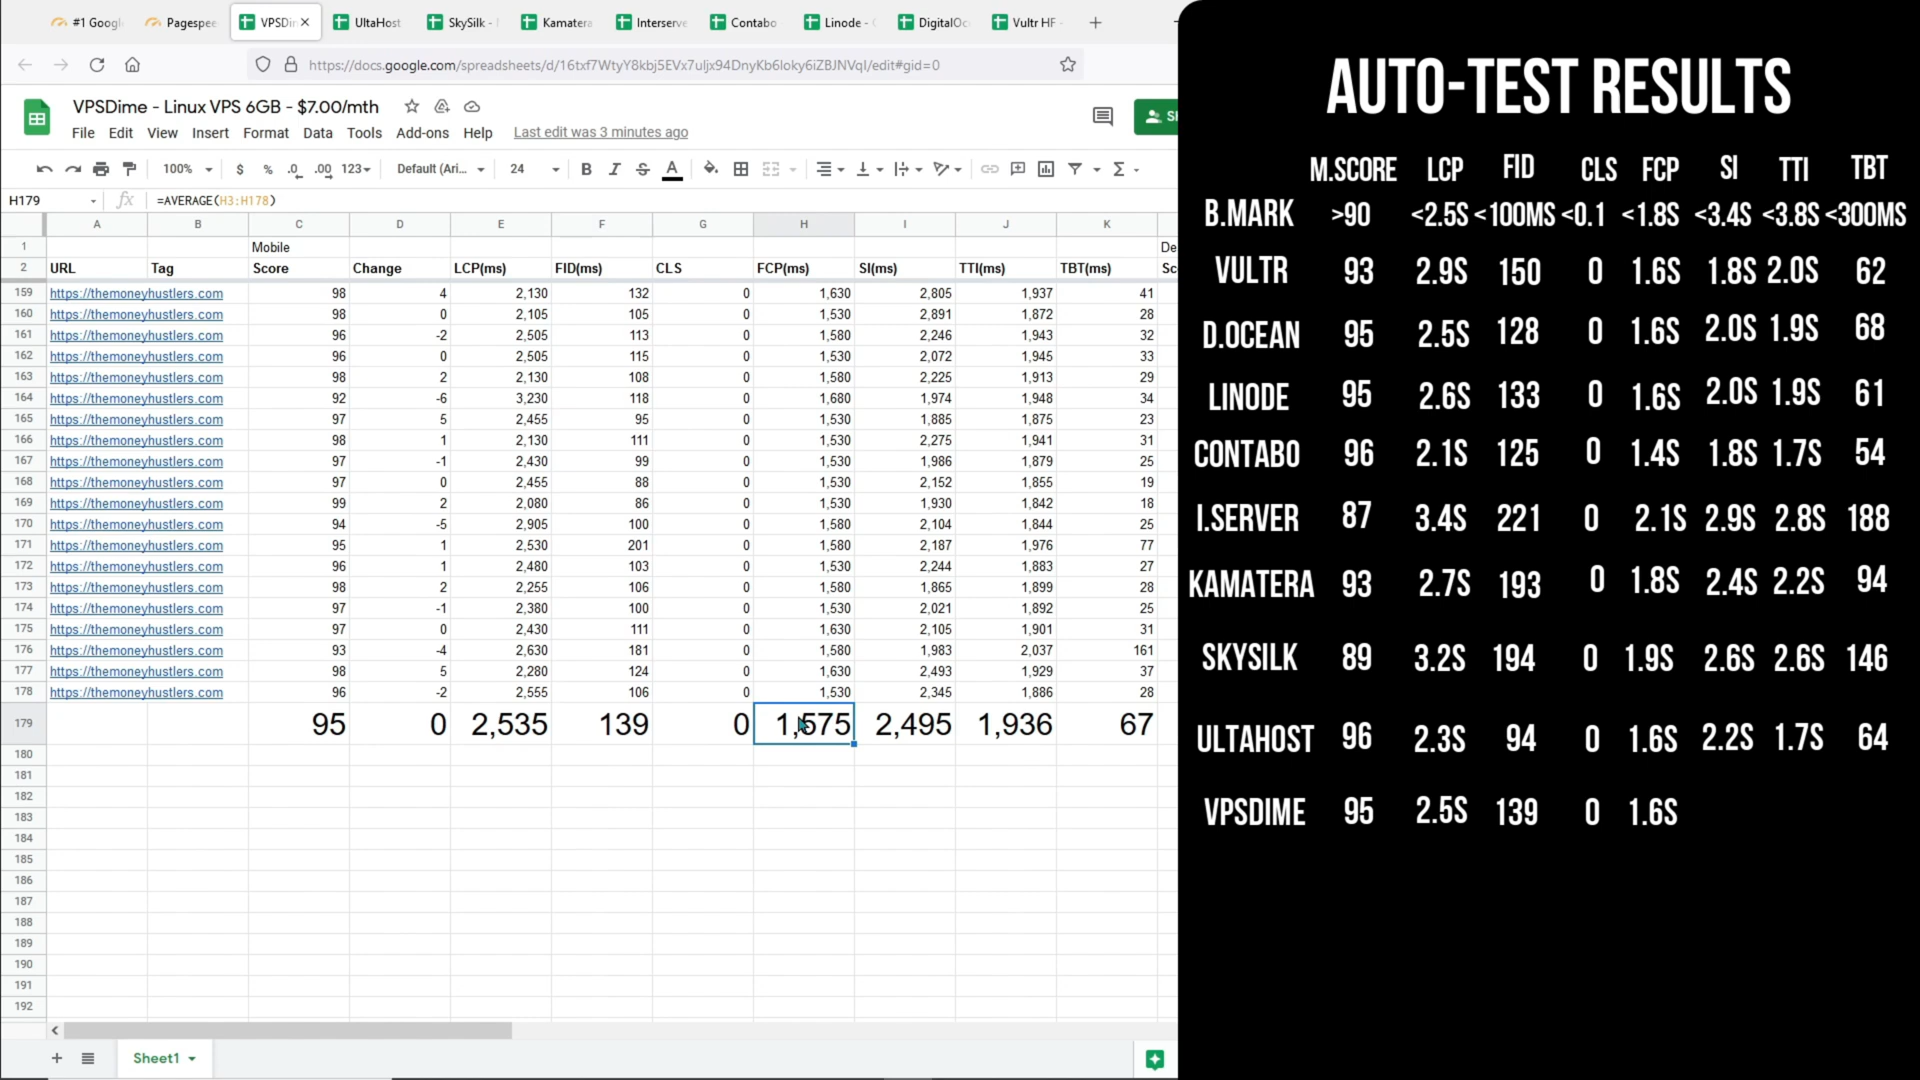 #1 Googl
Pagespee
VPSDim
UltaHost
SkySilk -
Kamatera
Interserve
Contabo
Linode -
DigitalOc
Vultr HF -
https://docs.google.com/spreadsheets/d/16txf7WtyY8kbj5EVx7uljx94DnyKb6loky6iZBJNVqI/edit#gid=0
VPSDime - Linux VPS 6GB - $7.00/mth
File Edit View Insert Format Data Tools Add-ons Help Last edit was 3 minutes ago
100% $ % .0 .00 123 Default (Ari... 24 B I S A
H179 fx =AVERAGE(H3:H178)
A B C D E F G H I J K
1 Mobile De
2 URL Tag Score Change LCP(ms) FID(ms) CLS FCP(ms) SI(ms) TTI(ms) TBT(ms) Sc
159 https://themoneyhustlers.com 98 4 2,130 132 0 1,630 2,805 1,937 41
160 https://themoneyhustlers.com 98 0 2,105 105 0 1,530 2,891 1,872 28
161 https://themoneyhustlers.com 96 -2 2,505 113 0 1,580 2,246 1,943 32
162 https://themoneyhustlers.com 96 0 2,505 115 0 1,530 2,072 1,945 33
163 https://themoneyhustlers.com 98 2 2,130 108 0 1,580 2,225 1,913 29
164 https://themoneyhustlers.com 92 -6 3,230 118 0 1,680 1,974 1,948 34
165 https://themoneyhustlers.com 97 5 2,455 95 0 1,530 1,885 1,875 23
166 https://themoneyhustlers.com 98 1 2,130 111 0 1,530 2,275 1,941 31
167 https://themoneyhustlers.com 97 -1 2,430 99 0 1,530 1,986 1,879 25
168 https://themoneyhustlers.com 97 0 2,455 88 0 1,530 2,152 1,855 19
169 https://themoneyhustlers.com 99 2 2,080 86 0 1,530 1,930 1,842 18
170 https://themoneyhustlers.com 94 -5 2,905 100 0 1,580 2,104 1,844 25
171 https://themoneyhustlers.com 95 1 2,530 201 0 1,580 2,187 1,976 77
172 https://themoneyhustlers.com 96 1 2,480 103 0 1,530 2,244 1,883 27
173 https://themoneyhustlers.com 98 2 2,255 106 0 1,580 1,865 1,899 28
174 https://themoneyhustlers.com 97 -1 2,380 100 0 1,530 2,021 1,892 25
175 https://themoneyhustlers.com 97 0 2,430 111 0 1,630 2,105 1,901 31
176 https://themoneyhustlers.com 93 -4 2,630 181 0 1,580 1,983 2,037 161
177 https://themoneyhustlers.com 98 5 2,280 124 0 1,630 2,493 1,929 37
178 https://themoneyhustlers.com 96 -2 2,555 106 0 1,530 2,345 1,886 28
179 95 0 2,535 139 0 1,575 2,495 1,936 67
180
181
182
183
184
185
186
187
188
189
190
191
192
Sheet1
AUTO-TEST RESULTS
M.SCORE LCP FID CLS FCP SI TTI TBT
B.MARK >90 <2.5S <100MS <0.1 <1.8S <3.4S <3.8S <300MS
VULTR 93 2.9S 150 0 1.6S 1.8S 2.0S 62
D.OCEAN 95 2.5S 128 0 1.6S 2.0S 1.9S 68
LINODE 95 2.6S 133 0 1.6S 2.0S 1.9S 61
CONTABO 96 2.1S 125 0 1.4S 1.8S 1.7S 54
I.SERVER 87 3.4S 221 0 2.1S 2.9S 2.8S 188
KAMATERA 93 2.7S 193 0 1.8S 2.4S 2.2S 94
SKYSILK 89 3.2S 194 0 1.9S 2.6S 2.6S 146
ULTAHOST 96 2.3S 94 0 1.6S 2.2S 1.7S 64
VPSDIME 95 2.5S 139 0 1.6S